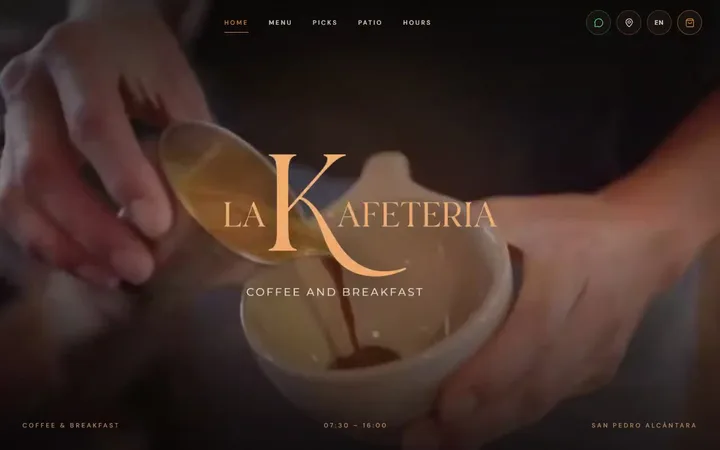 HOME MENU PICKS PATIO HOURS EN
LA KAFETERIA
COFFEE AND BREAKFAST
COFFEE & BREAKFAST 07:30 – 16:00 SAN PEDRO ALCÁNTARA